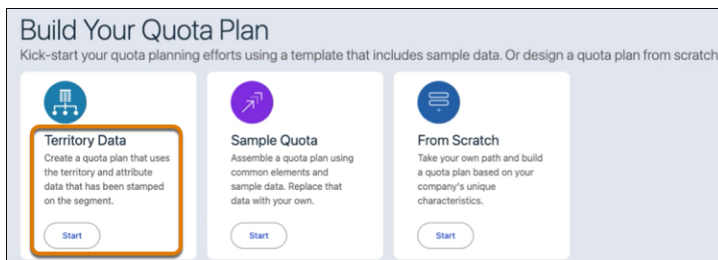 Build Your Quota Plan
Kick-start your quota planning efforts using a template that includes sample data. Or design a quota plan from scratch
Territory Data
Create a quota plan that uses
the territory and attribute
data that has been stamped
on the segment.
Start
Sample Quota
Assemble a quota plan using
common elements and
sample data. Replace that
data with your own.
Start
From Scratch
Take your own path and build
a quota plan based on your
company's unique
characteristics.
Start